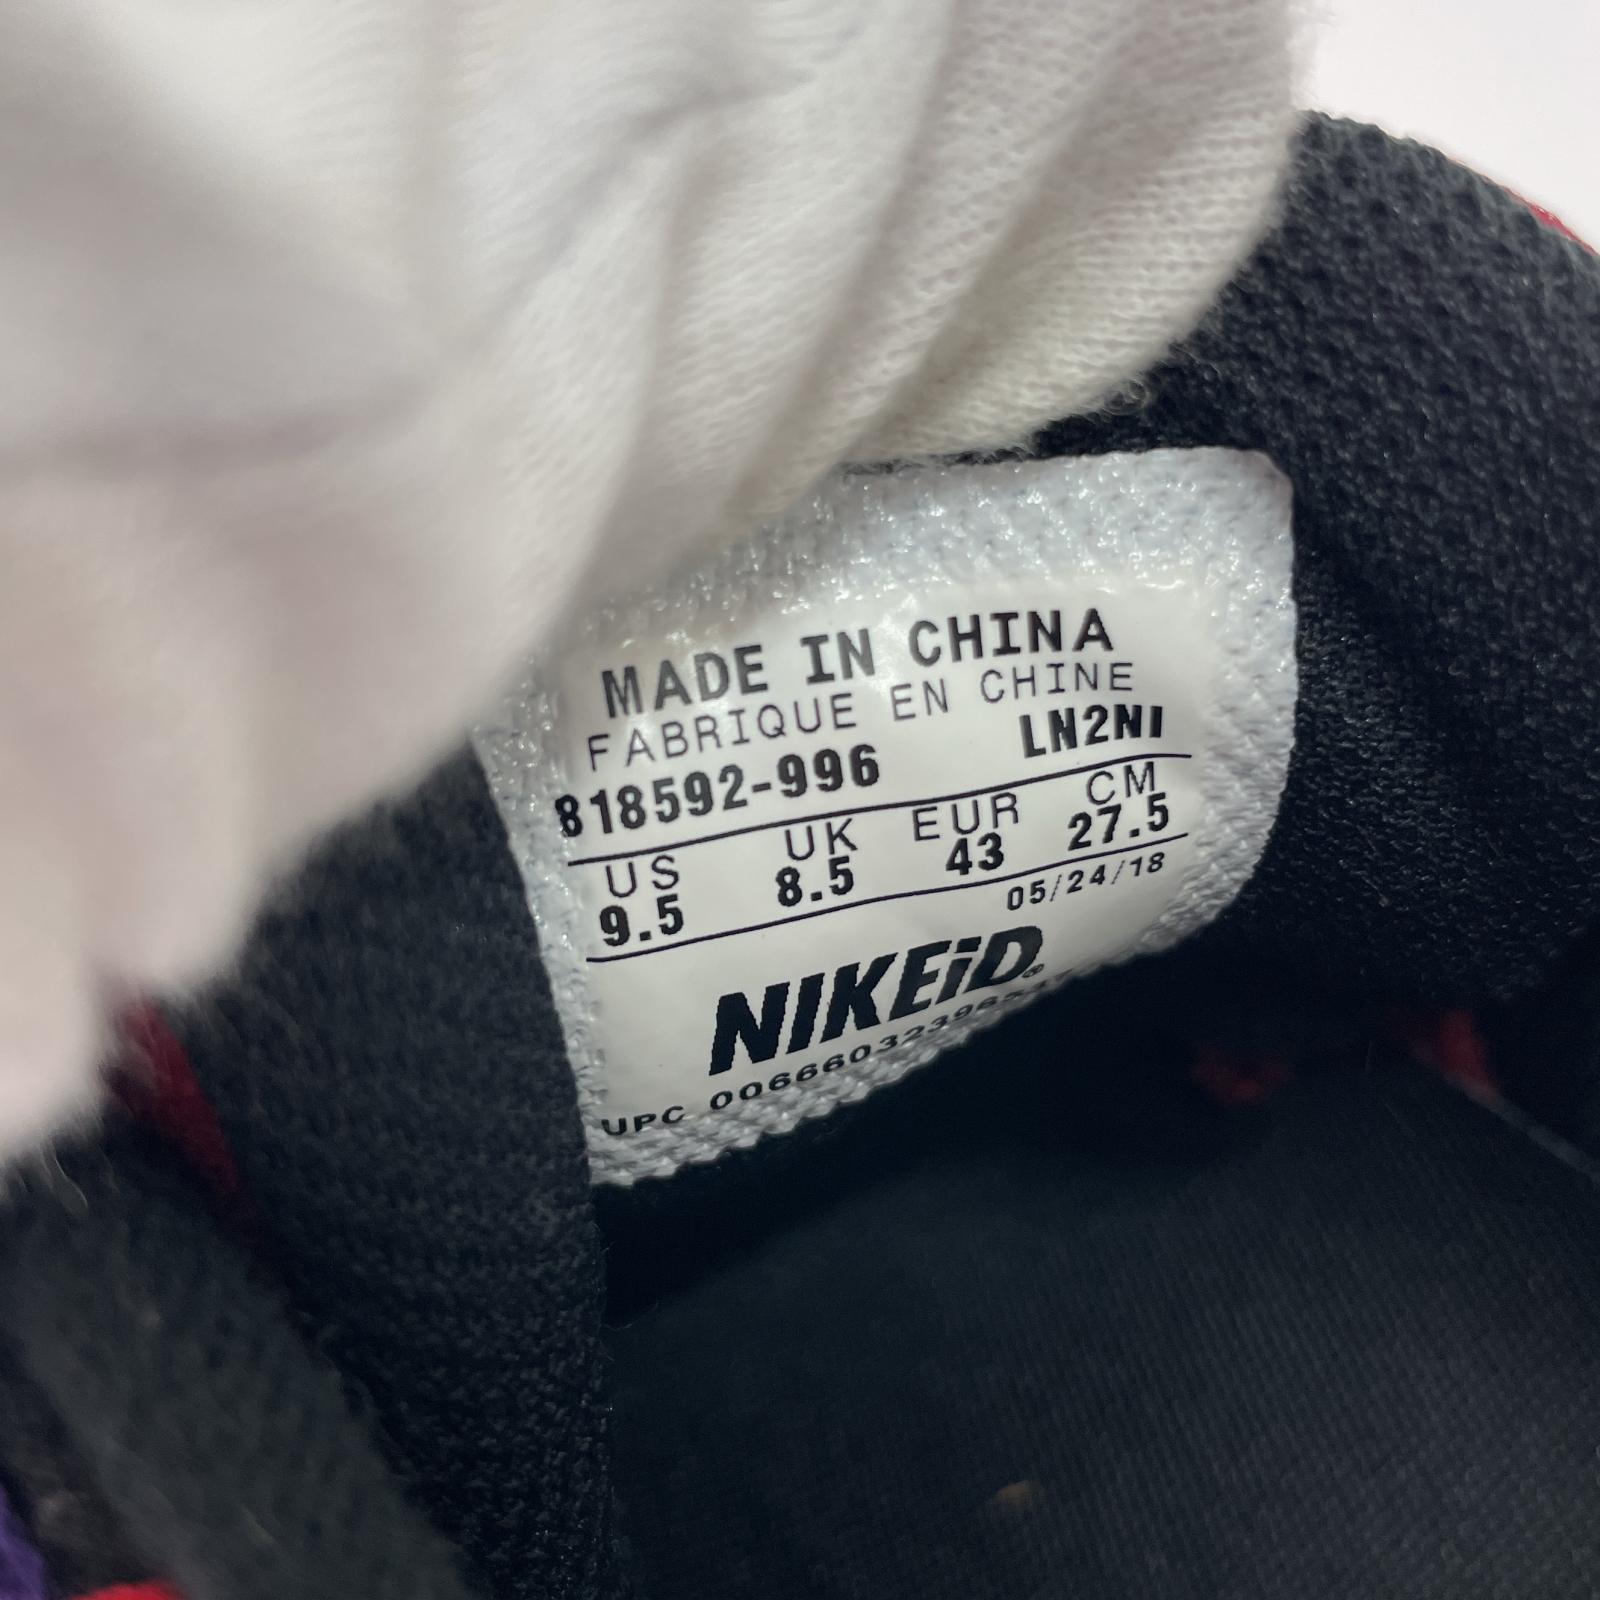 MADE IN CHINA
FABRIQUE EN CHINE
818592-996 LN2NI
US UK EUR CM
9.5 8.5 43 27.5
05/24/18
NIKEiD®
UPC